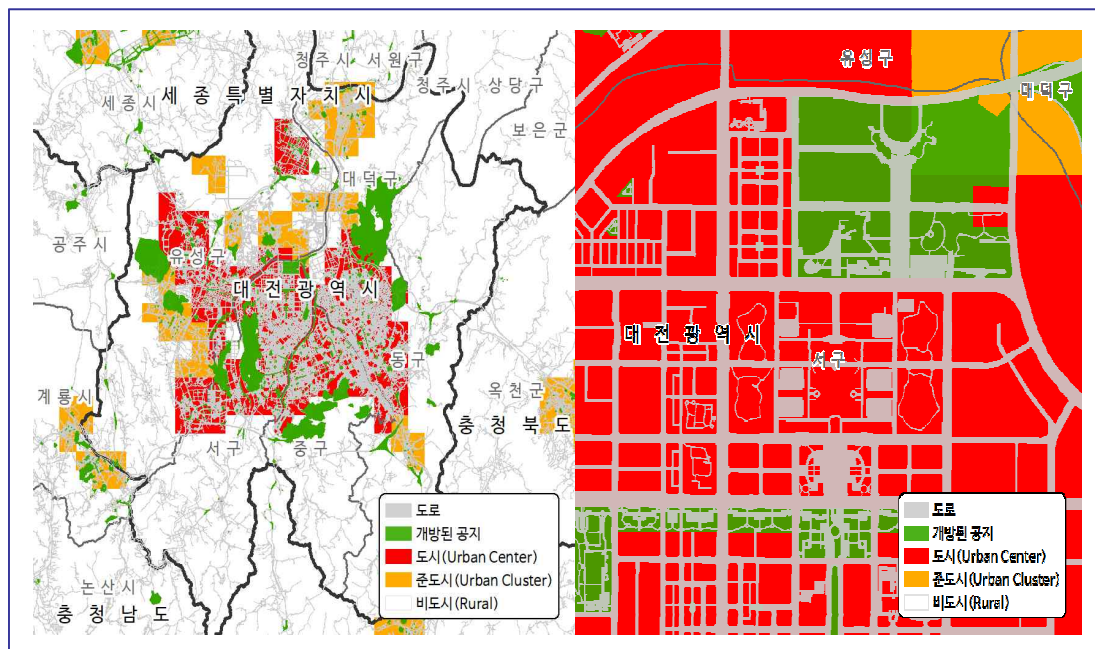 청주시 서원구
청주시 상당구
세종시
세 종 특 별 자 치 시
보은군
대덕구
공주시
유성구
대 전 광 역 시
동구
계룡시
옥천군
충 청 북 도
서구
중구
논산시
충 청 남 도
도로
개방된 공지
도시(Urban Center)
준도시(Urban Cluster)
비도시(Rural)
유성구
대덕구
대 전 광 역 시
서구
도로
개방된 공지
도시(Urban Center)
준도시(Urban Cluster)
비도시(Rural)